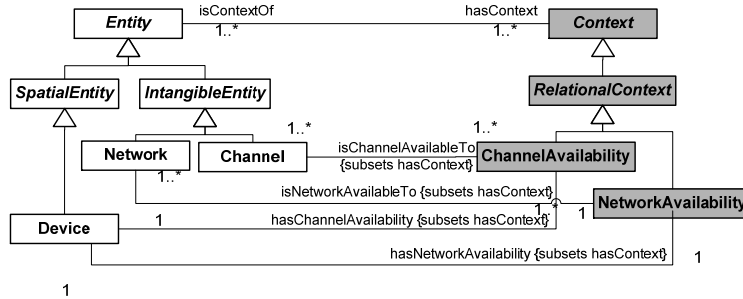 isContextOf
hasContext
Entity
1..*
1..*
Context
SpatialEntity
IntangibleEntity
RelationalContext
1..*
1..*
isChannelAvailableTo
Network
Channel
{subsets hasContext}
ChannelAvailability
1..*
isNetworkAvailableTo {subsets hasContext}
NetworkAvailability
1..*
1
1
hasChannelAvailability {subsets hasContext}
Device
hasNetworkAvailability {subsets hasContext}
1
1